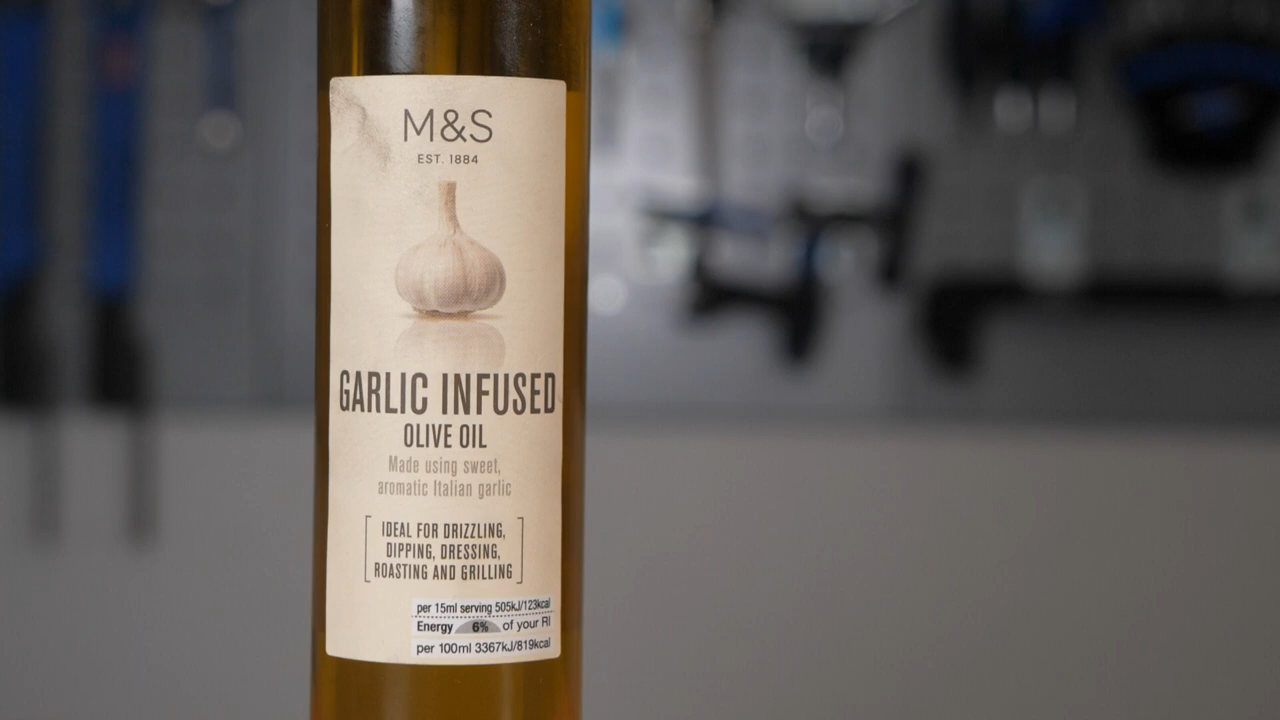 M&S
EST. 1884
GARLIC INFUSED
OLIVE OIL
Made using sweet,
aromatic Italian garlic
IDEAL FOR DRIZZLING,
DIPPING, DRESSING,
ROASTING AND GRILLING
per 15ml serving 505kJ/123kcal
Energy 6% of your RI
per 100ml 3367kJ/819kcal